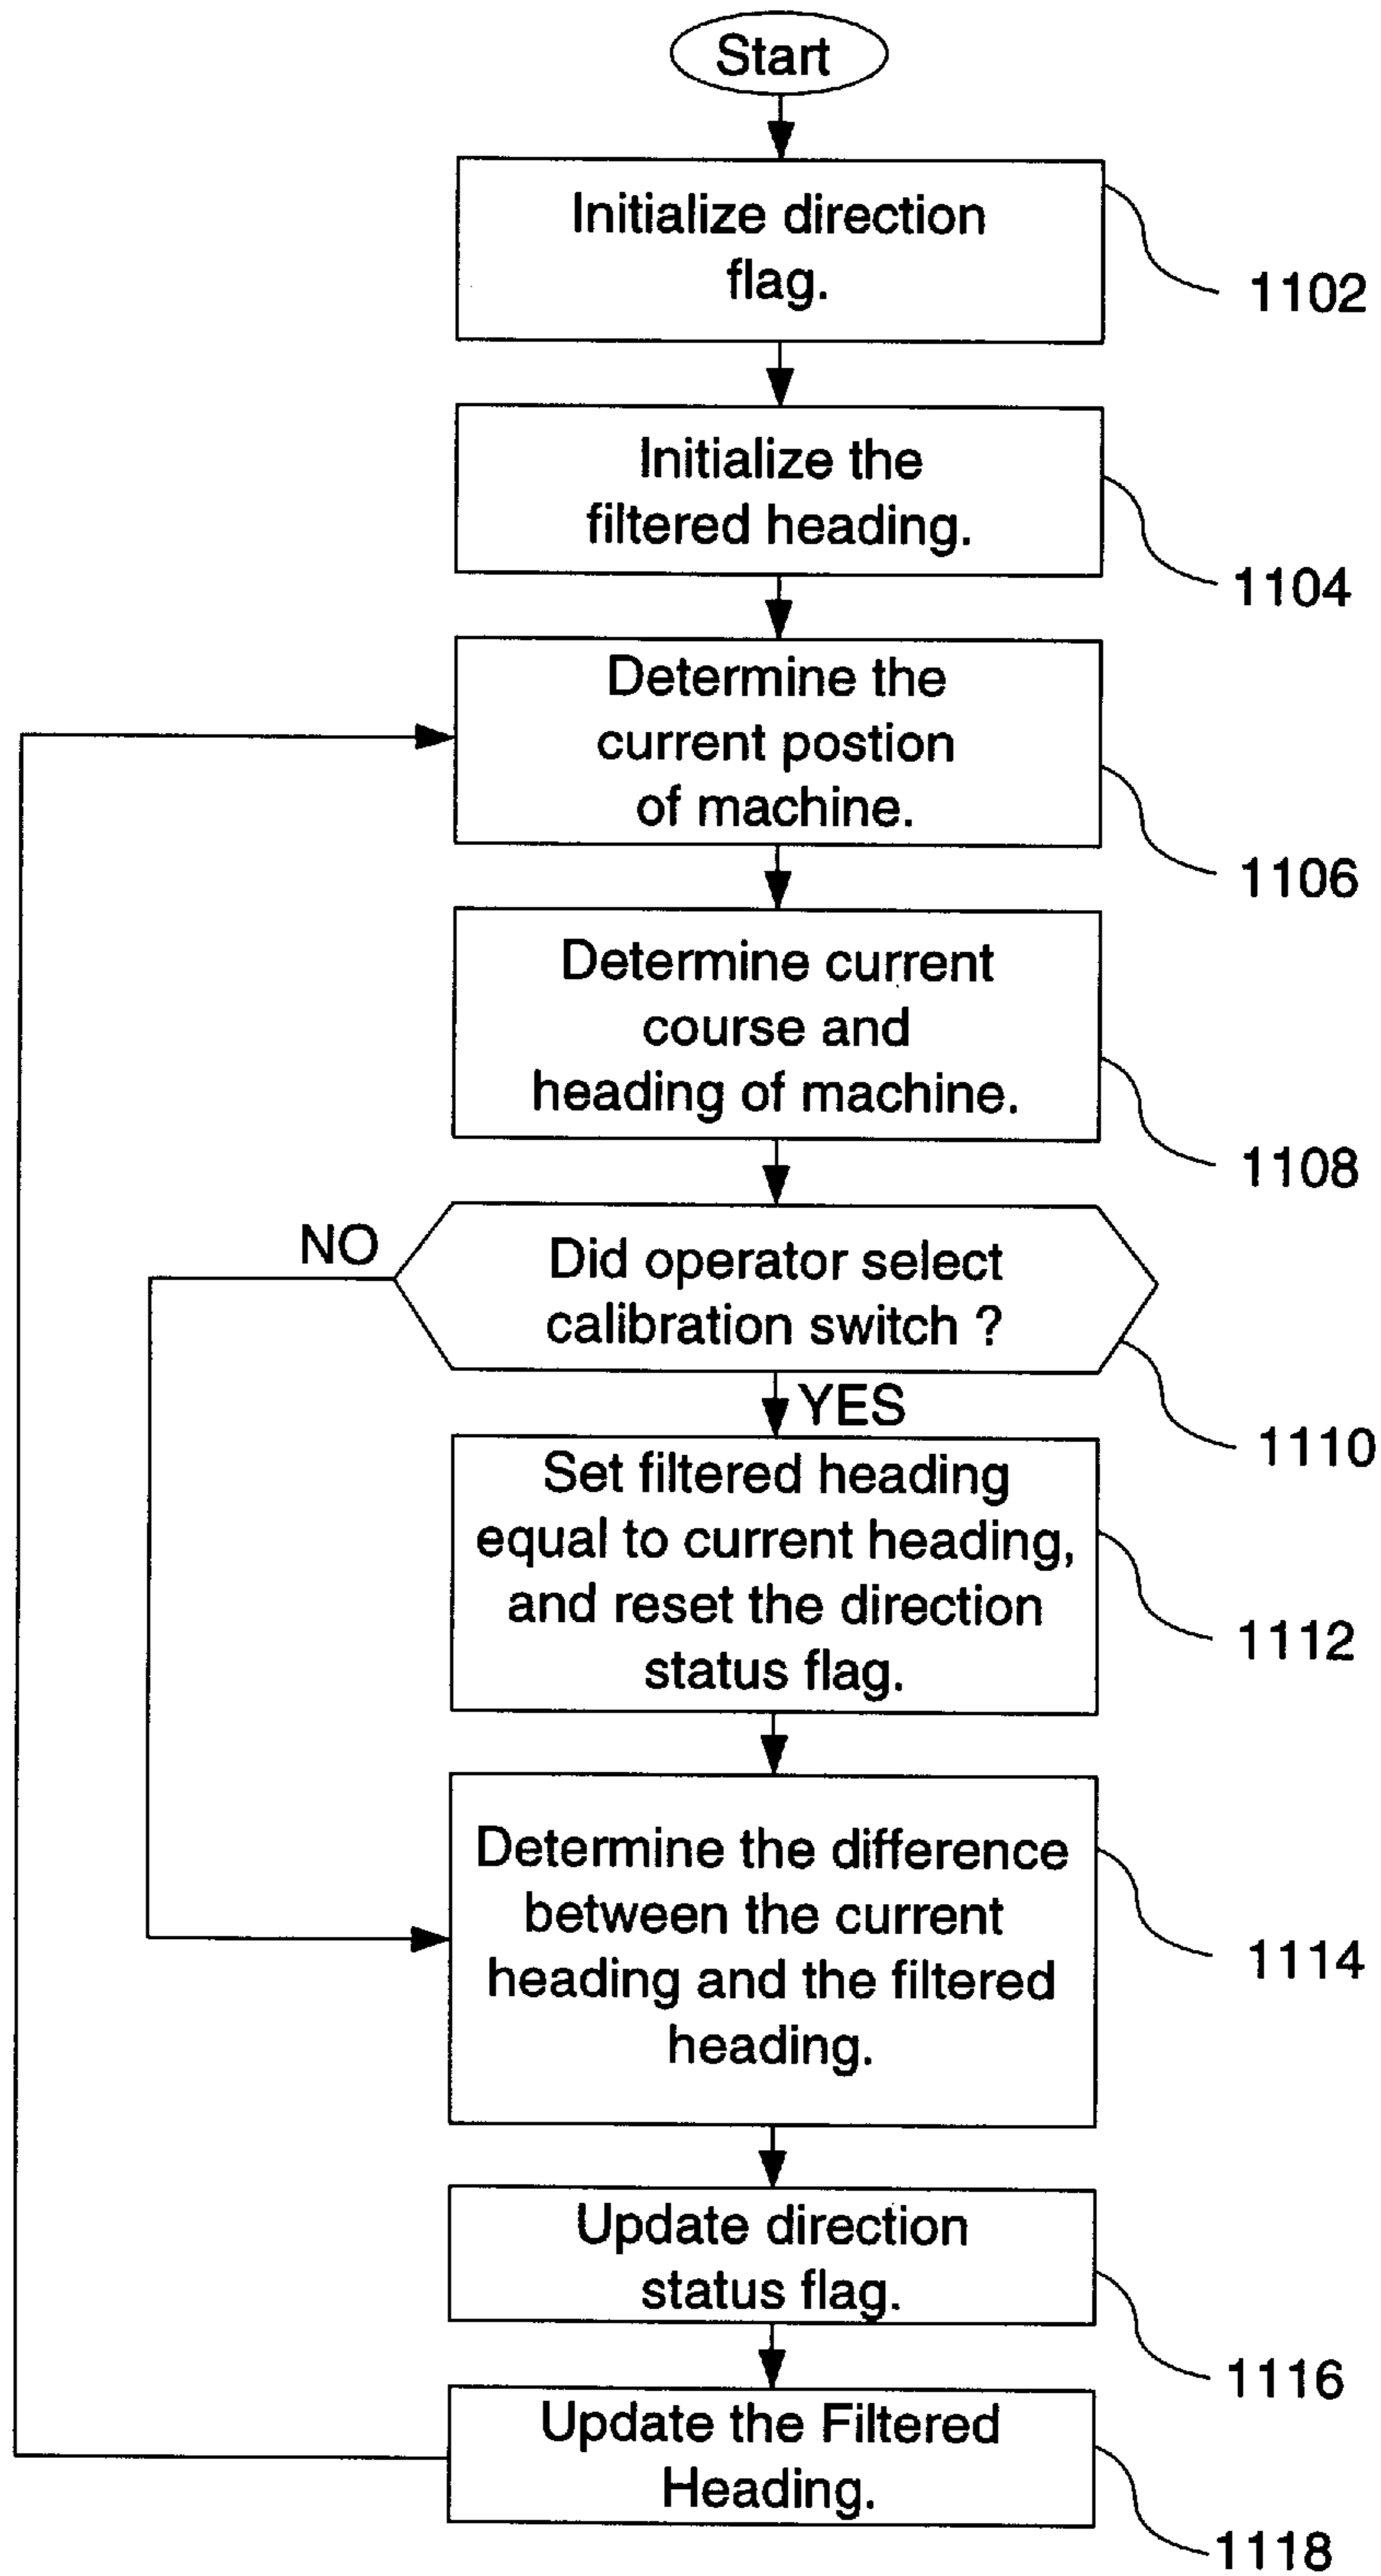 Start
Initialize direction
flag.
1102
Initialize the
filtered heading.
1104
Determine the
current postion
of machine.
1106
Determine current
course and
heading of machine.
1108
NO
Did operator select
calibration switch ?
1110
YES
Set filtered heading
equal to current heading,
and reset the direction
status flag.
1112
Determine the difference
between the current
heading and the filtered
heading.
1114
Update direction
status flag.
1116
Update the Filtered
Heading.
1118